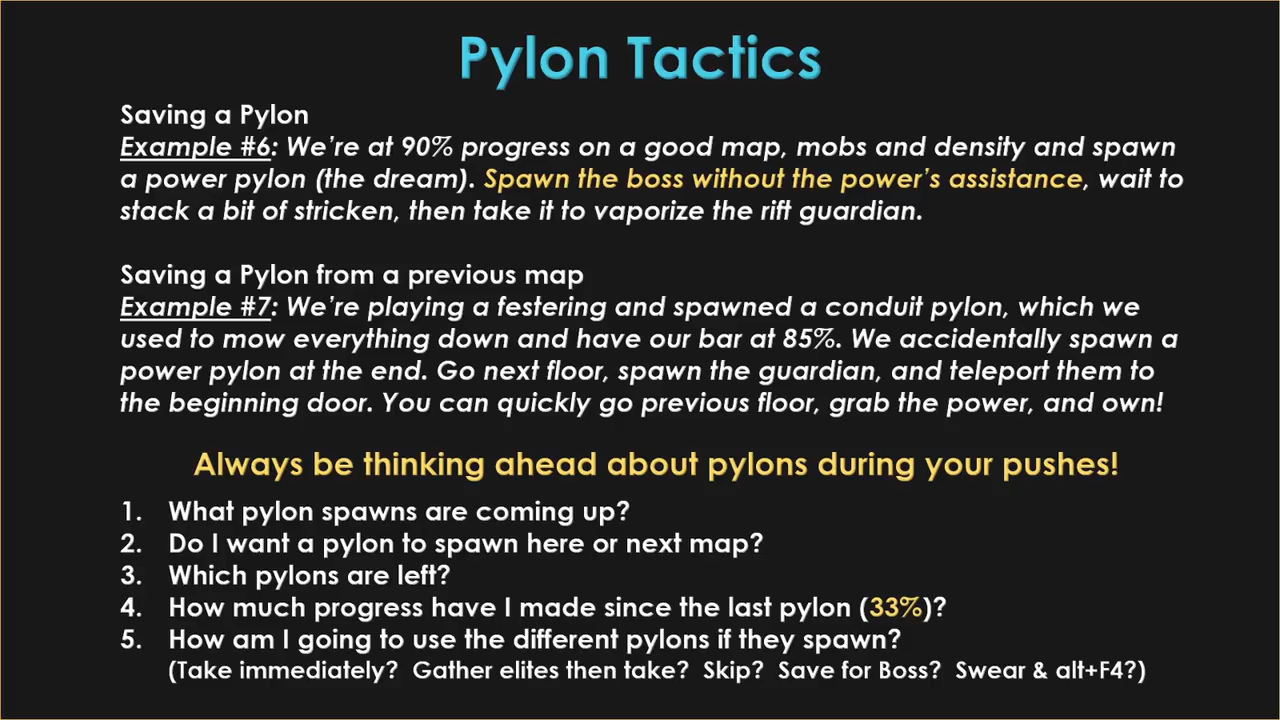 Pylon Tactics
Saving a Pylon
Example #6: We're at 90% progress on a good map, mobs and density and spawn
a power pylon (the dream). Spawn the boss without the power's assistance, wait to
stack a bit of stricken, then take it to vaporize the rift guardian.
Saving a Pylon from a previous map
Example #7: We're playing a festering and spawned a conduit pylon, which we
used to mow everything down and have our bar at 85%. We accidentally spawn a
power pylon at the end. Go next floor, spawn the guardian, and teleport them to
the beginning door. You can quickly go previous floor, grab the power, and own!
Always be thinking ahead about pylons during your pushes!
1. What pylon spawns are coming up?
2. Do I want a pylon to spawn here or next map?
3. Which pylons are left?
4. How much progress have I made since the last pylon (33%)?
5. How am I going to use the different pylons if they spawn?
(Take immediately? Gather elites then take? Skip? Save for Boss? Swear & alt+F4?)